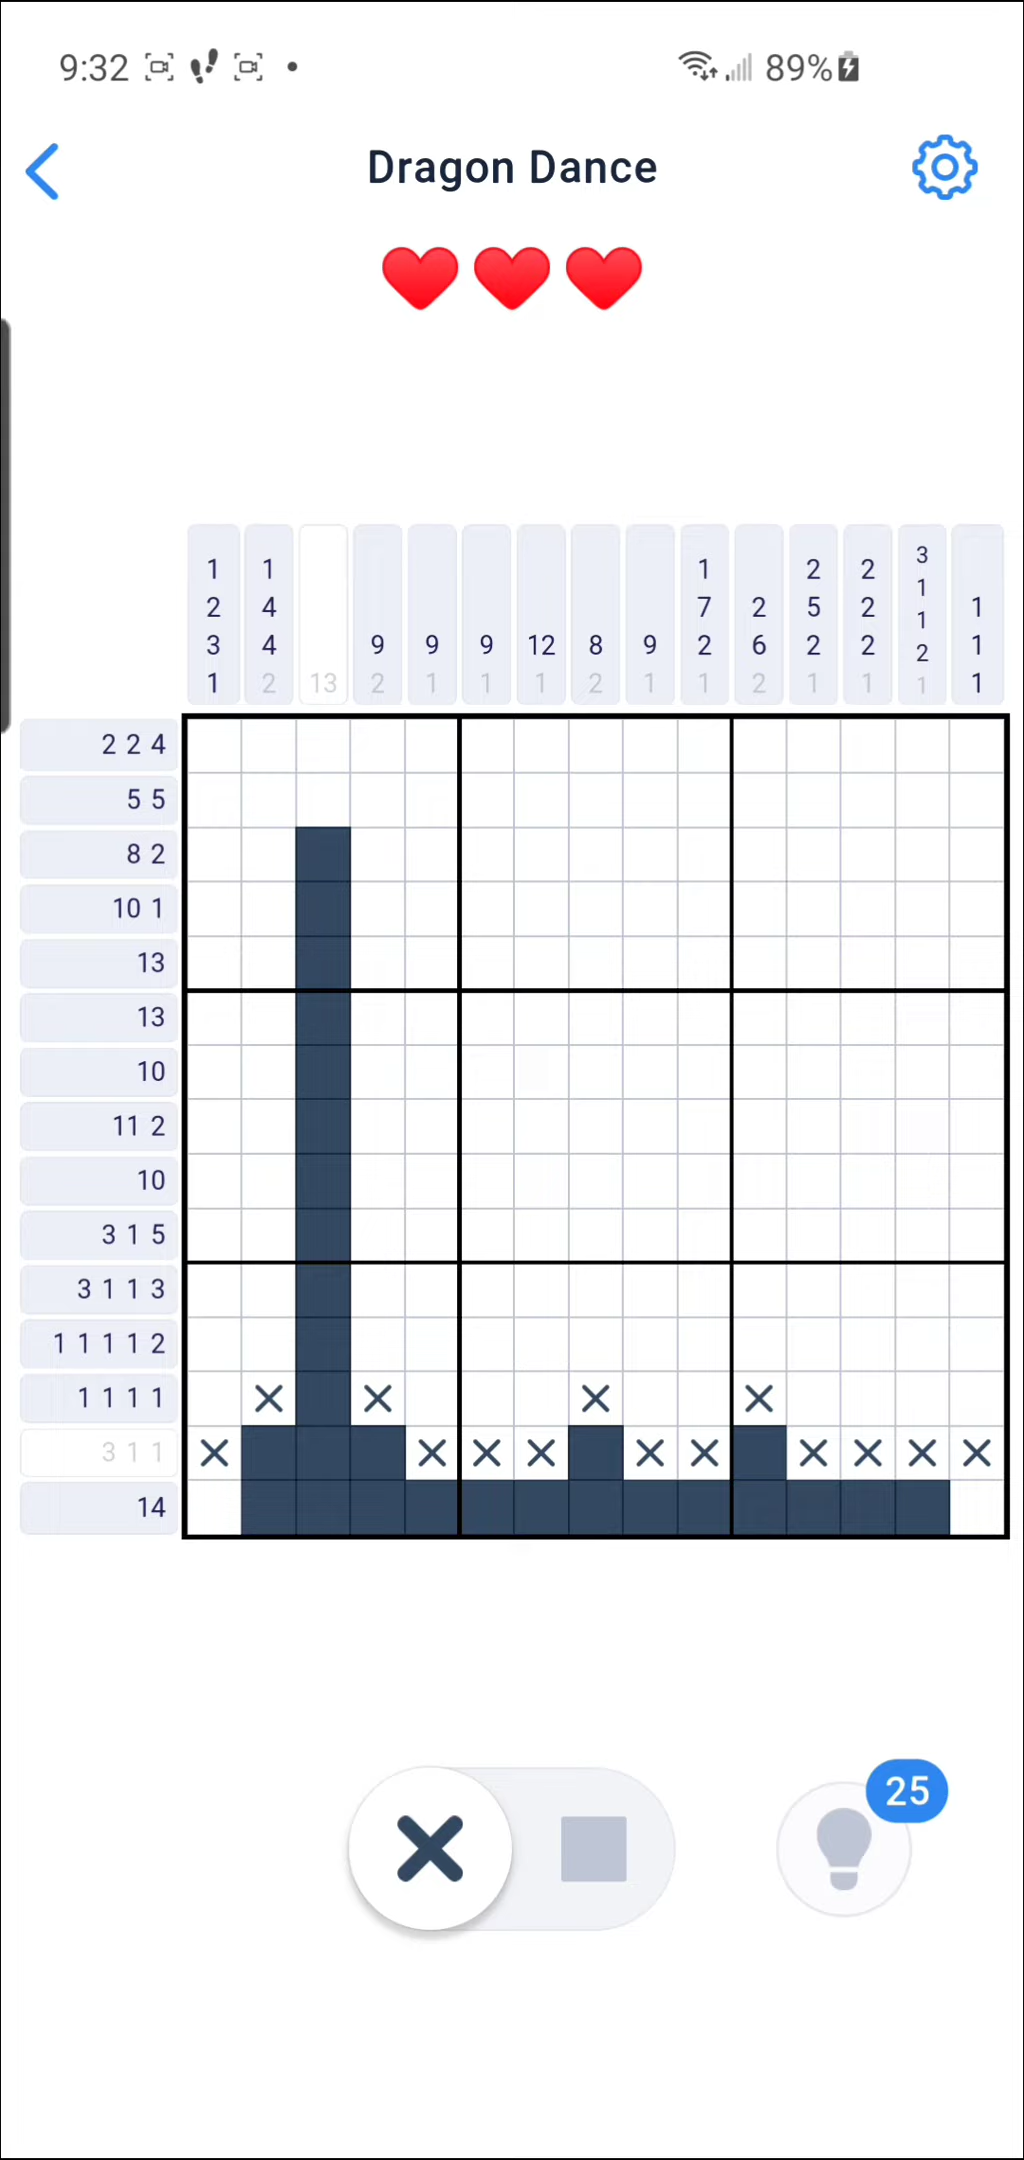 9:32 89%
Dragon Dance
1 1 3
1 4 2 2 2 1
2 4 7 2 5 2 1 1
3 4 9 9 9 12 8 9 2 6 2 2 2 1
1 2 13 2 1 1 1 2 1 1 2 1 1 1 1
2 2 4
5 5
8 2
10 1
13
13
10
11 2
10
3 1 5
3 1 1 3
1 1 1 1 2
1 1 1 1
3 1 1
14
25